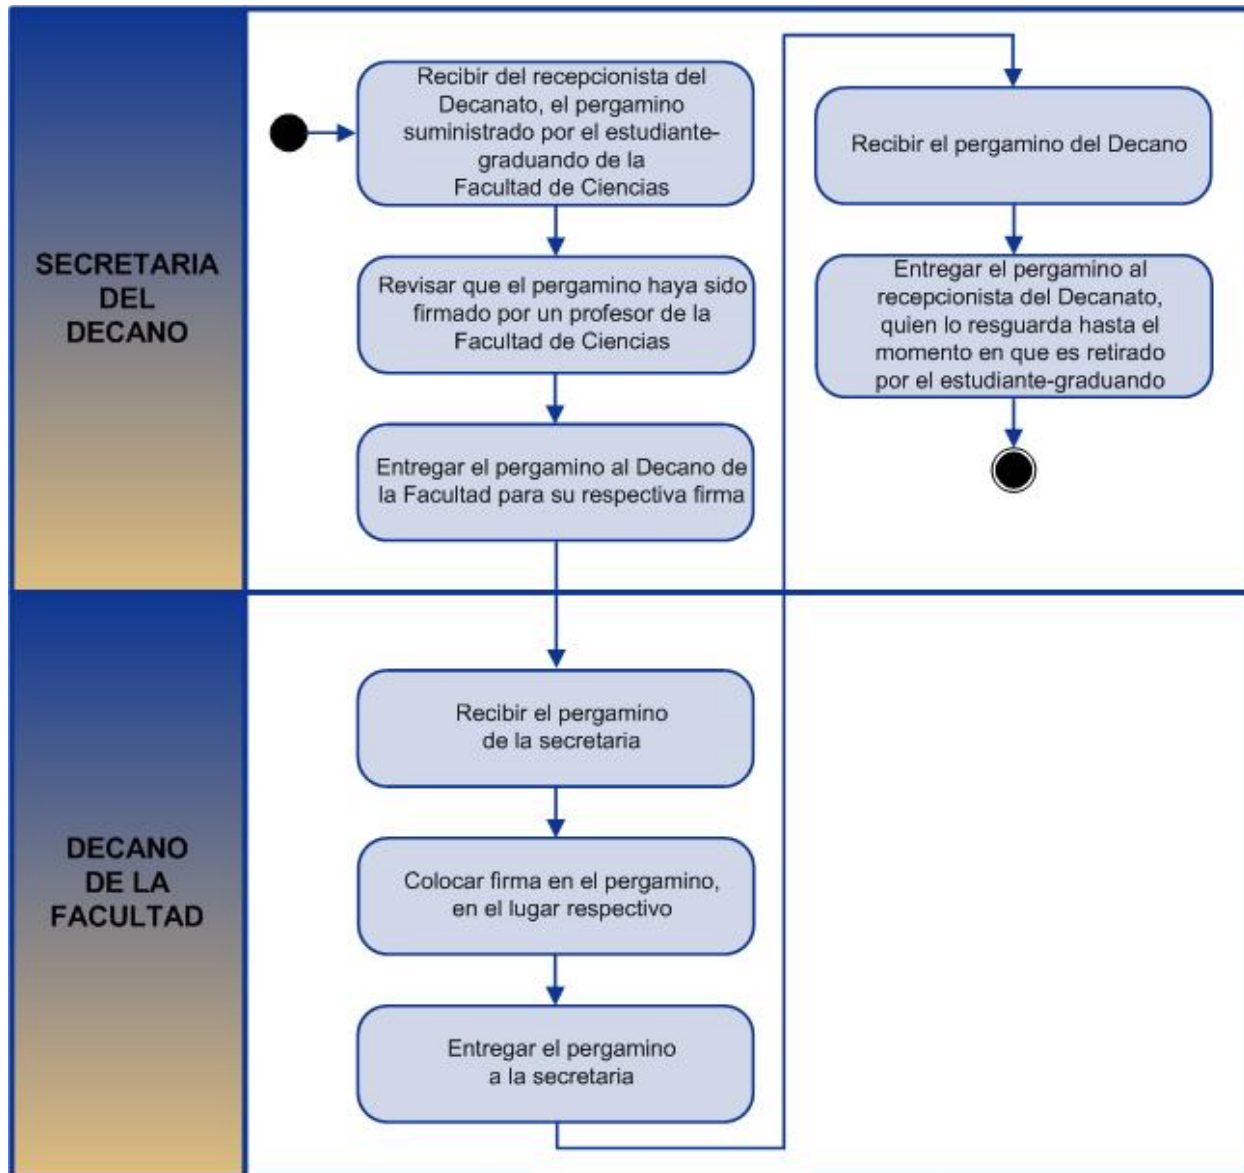 SECRETARIA
DEL
DECANO
Recibir del recepcionista del
Decanato, el pergamino
suministrado por el estudiante-
graduando de la
Facultad de Ciencias
Revisar que el pergamino haya sido
firmado por un profesor de la
Facultad de Ciencias
Entregar el pergamino al Decano de
la Facultad para su respectiva firma
DECANO
DE LA
FACULTAD
Recibir el pergamino
de la secretaria
Colocar firma en el pergamino,
en el lugar respectivo
Entregar el pergamino
a la secretaria
Recibir el pergamino del Decano
Entregar el pergamino al
recepcionista del Decanato,
quien lo resguarda hasta el
momento en que es retirado
por el estudiante-graduando